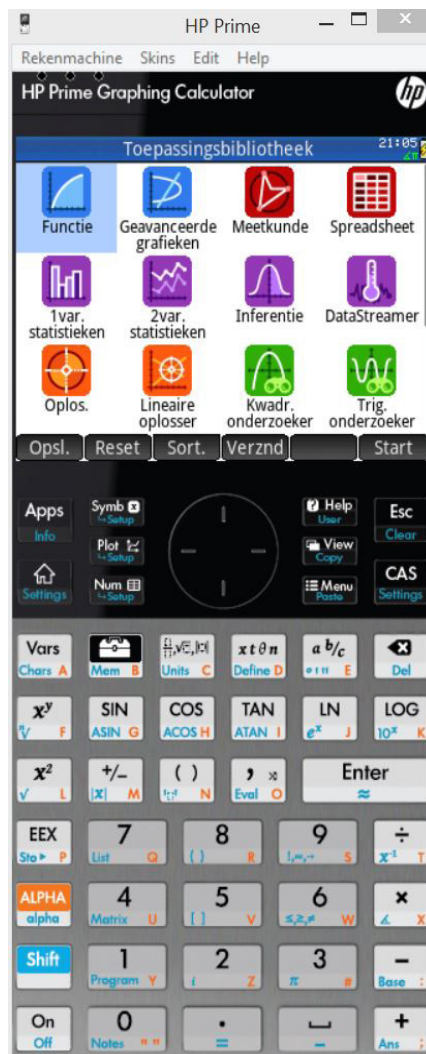 HP Prime
Rekenmachine Skins Edit Help
HP Prime Graphing Calculator hp
Toepassingsbibliotheek 21:05
Functie Geavanceerde grafieken Meetkunde Spreadsheet
1var. statistieken 2var. statistieken Inferentie DataStreamer
Oplos. Lineaire oplosser Kwadr. onderzoeker Trig. onderzoeker
Opsl. Reset Sort. Verznd Start
Apps Symb Help Esc
Info Setup User Clear
Plot View
Setup Copy
Num Menu CAS
Settings Setup Paste Settings
Vars x t θ n a b/c
Chars A Mem B Units C Define D E Del
xʸ SIN COS TAN LN LOG
F ASIN G ACOS H ATAN I eˣ J 10ˣ K
x² +/− ( ) , Enter
√ L |x| M N Eval O ≈
EEX 7 8 9 ÷
Sto▸ P List Q { } R !,∞,→ S x⁻¹ T
ALPHA 4 5 6 ×
alpha Matrix U [ ] V ≤,≥,≠ W ∡ X
Shift 1 2 3 −
Program Y i Z π # Base :
On 0 . +
Off Notes " " = _ Ans ;